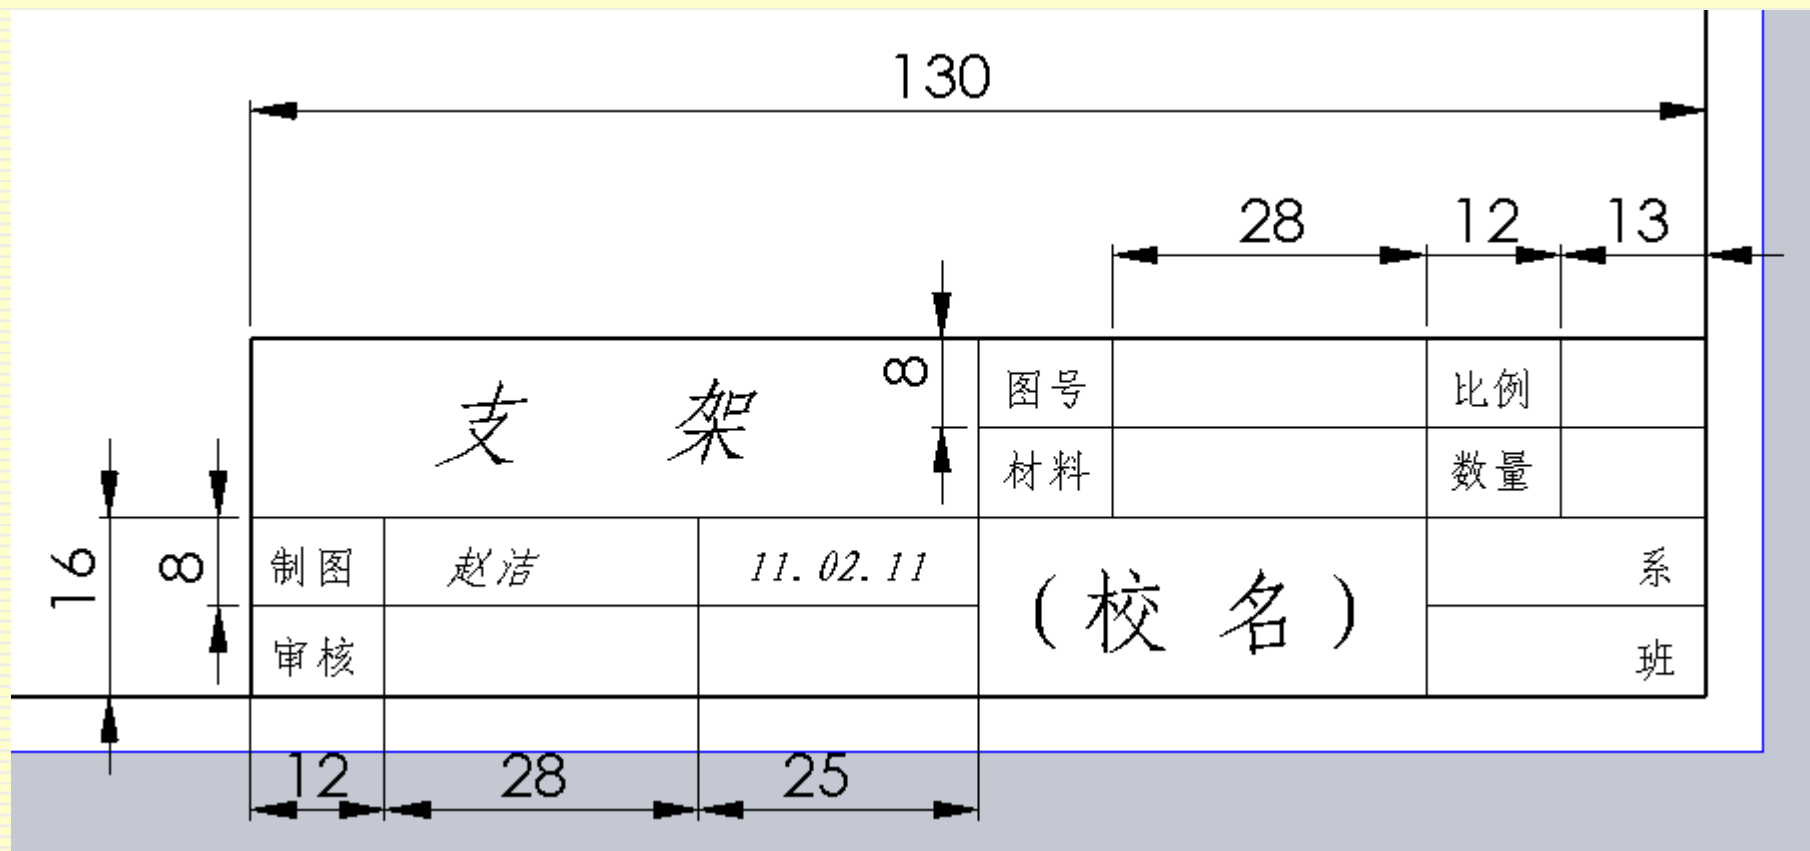 130
28 12 13
8
支 架
图号 比例
材料 数量
16
8
制图 赵洁 11.02.11
(校 名)
系
审核
班
12 28 25